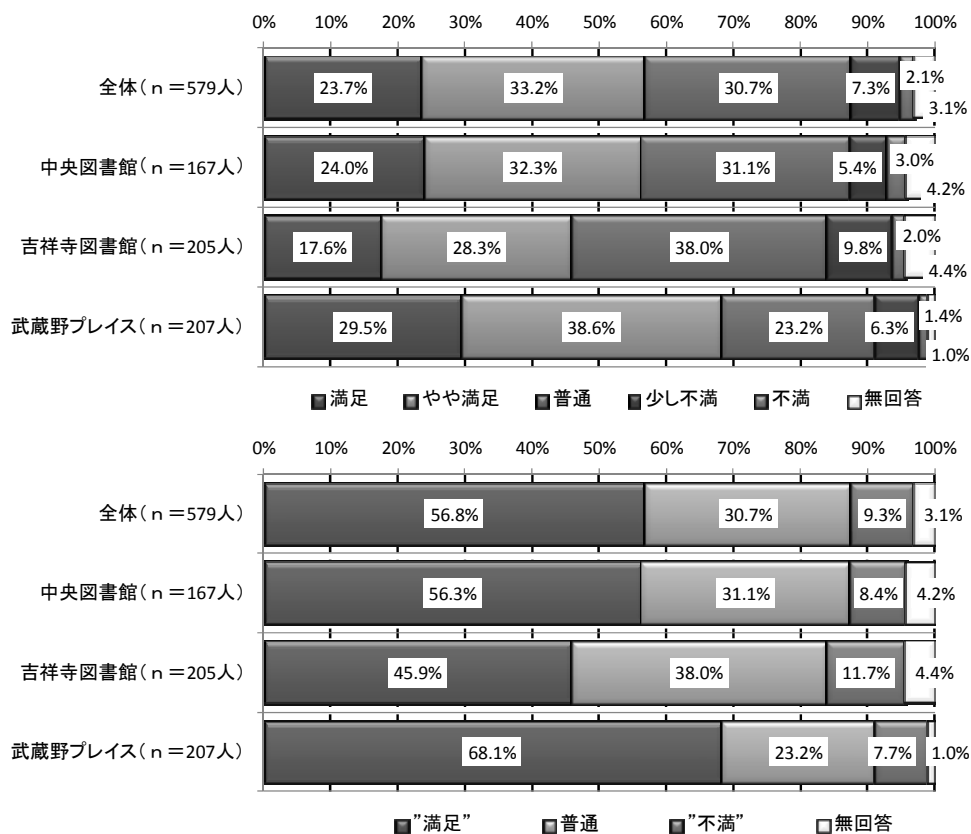 0% 10% 20% 30% 40% 50% 60% 70% 80% 90% 100%
全体(n=579人) 23.7% 33.2% 30.7% 7.3% 2.1% 3.1%
中央図書館(n=167人) 24.0% 32.3% 31.1% 5.4% 3.0% 4.2%
吉祥寺図書館(n=205人) 17.6% 28.3% 38.0% 9.8% 2.0% 4.4%
武蔵野プレイス(n=207人) 29.5% 38.6% 23.2% 6.3% 1.4% 1.0%
満足 やや満足 普通 少し不満 不満 無回答
0% 10% 20% 30% 40% 50% 60% 70% 80% 90% 100%
全体(n=579人) 56.8% 30.7% 9.3% 3.1%
中央図書館(n=167人) 56.3% 31.1% 8.4% 4.2%
吉祥寺図書館(n=205人) 45.9% 38.0% 11.7% 4.4%
武蔵野プレイス(n=207人) 68.1% 23.2% 7.7% 1.0%
"満足" 普通 "不満" 無回答